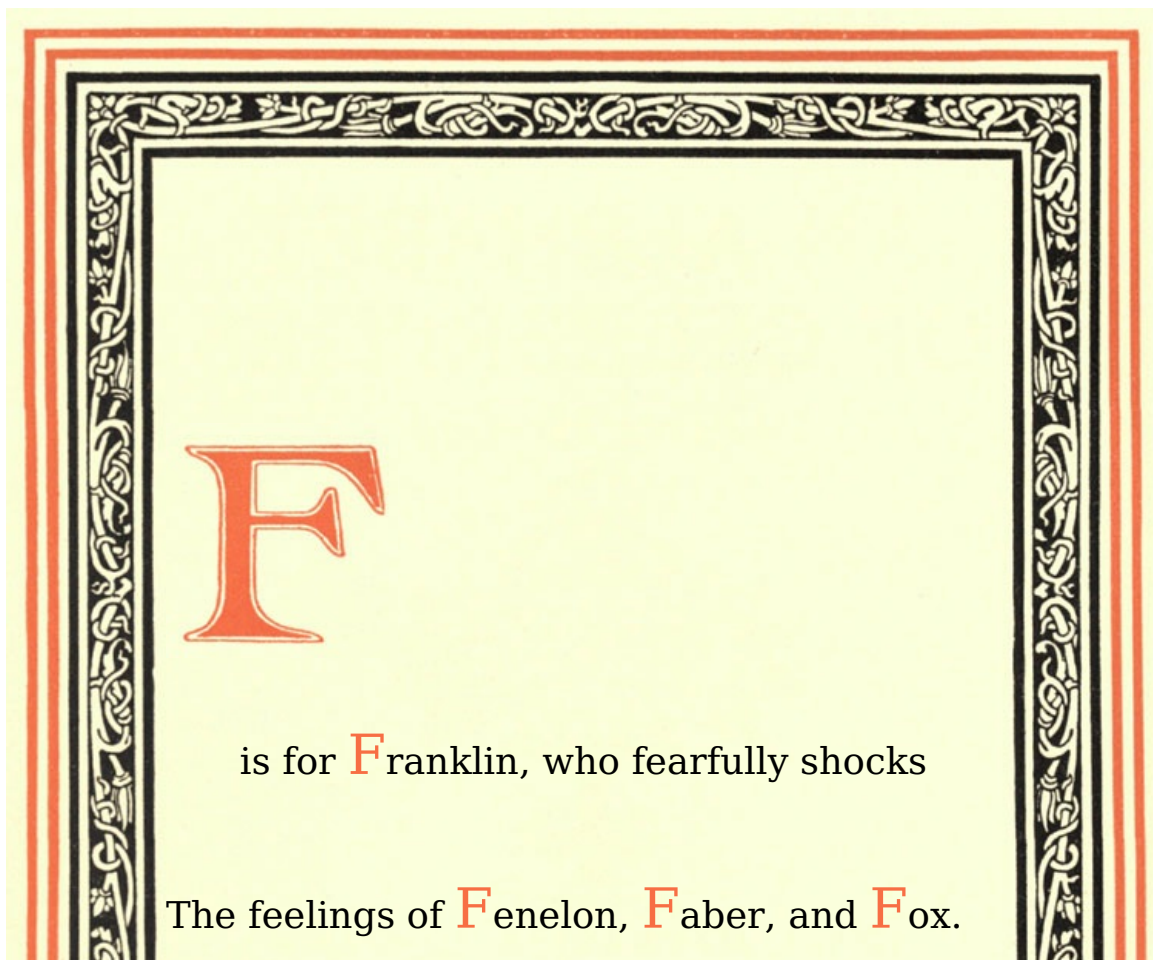 F
is for Franklin, who fearfully shocks
The feelings of Fenelon, Faber, and Fox.